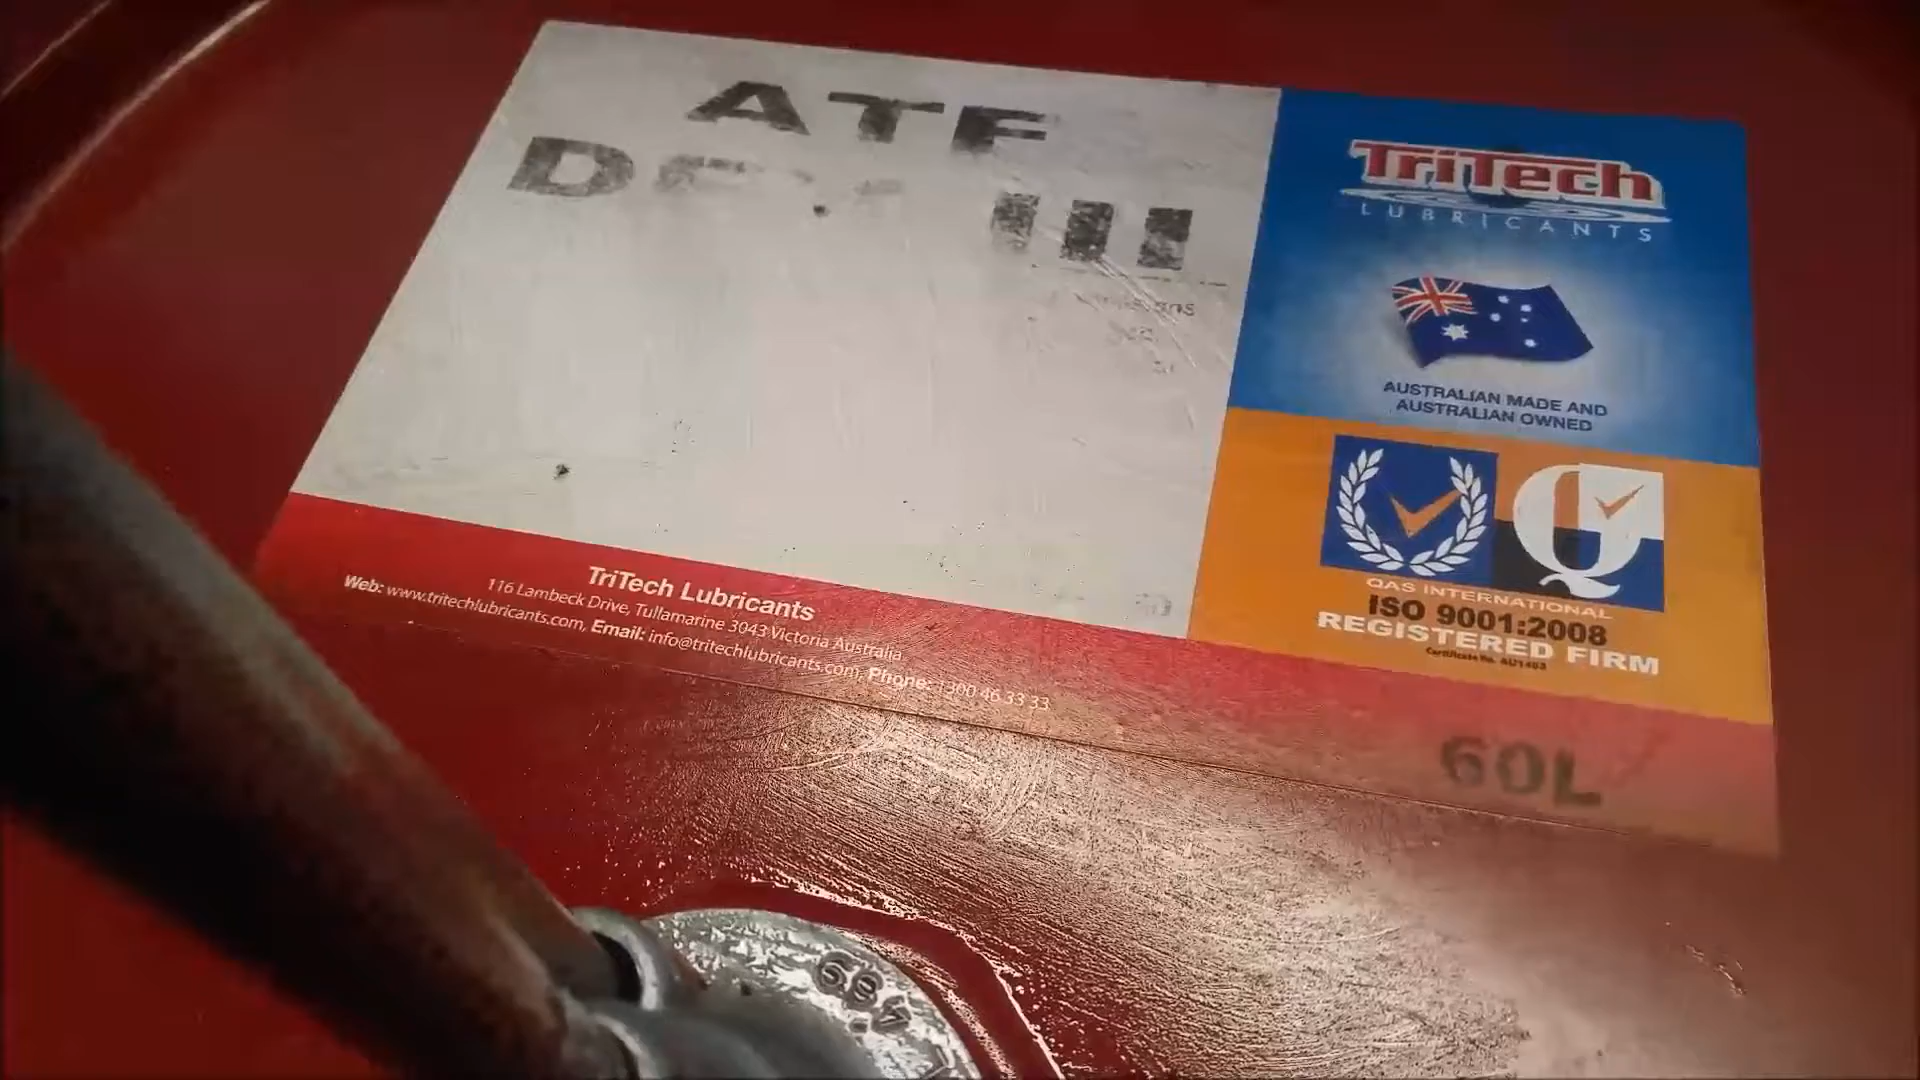 ATF
III
TriTech
LUBRICANTS
AUSTRALIAN MADE AND
AUSTRALIAN OWNED
QAS INTERNATIONAL
ISO 9001:2008
REGISTERED FIRM
TriTech Lubricants
116 Lambeck Drive, Tullamarine 3043 Victoria Australia
Web: www.tritechlubricants.com, Email: info@tritechlubricants.com, Phone: 1300 46 33 33
60L